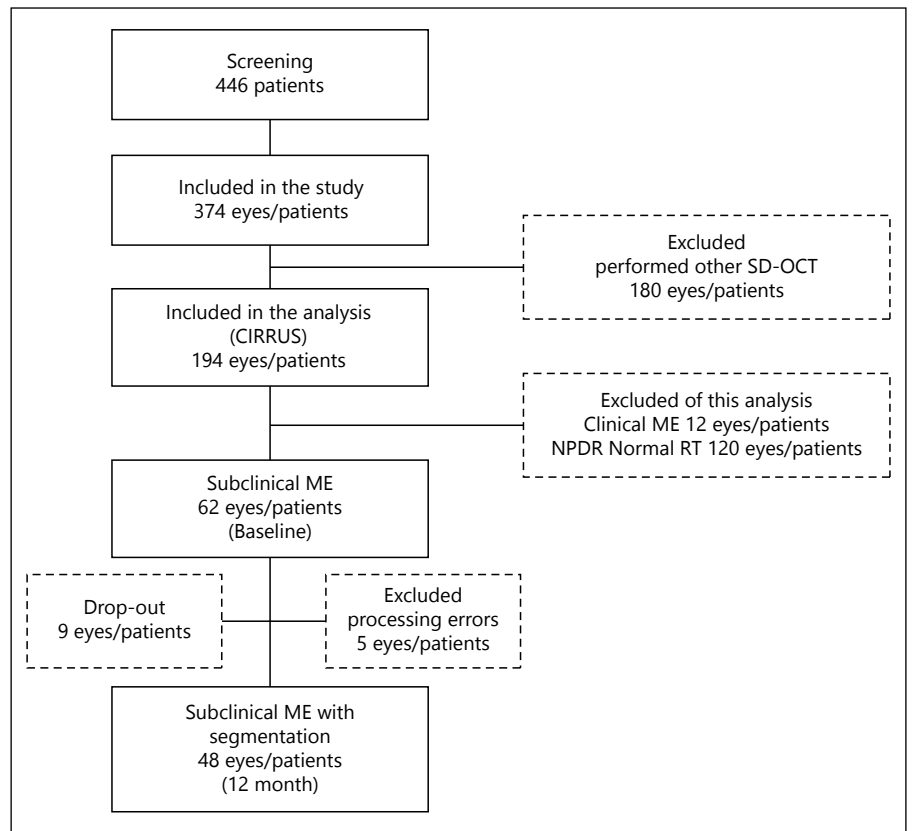 Screening
446 patients
Included in the study
374 eyes/patients
Excluded
performed other SD-OCT
180 eyes/patients
Included in the analysis
(CIRRUS)
194 eyes/patients
Excluded of this analysis
Clinical ME 12 eyes/patients
NPDR Normal RT 120 eyes/patients
Subclinical ME
62 eyes/patients
(Baseline)
Drop-out
9 eyes/patients
Excluded
processing errors
5 eyes/patients
Subclinical ME with
segmentation
48 eyes/patients
(12 month)